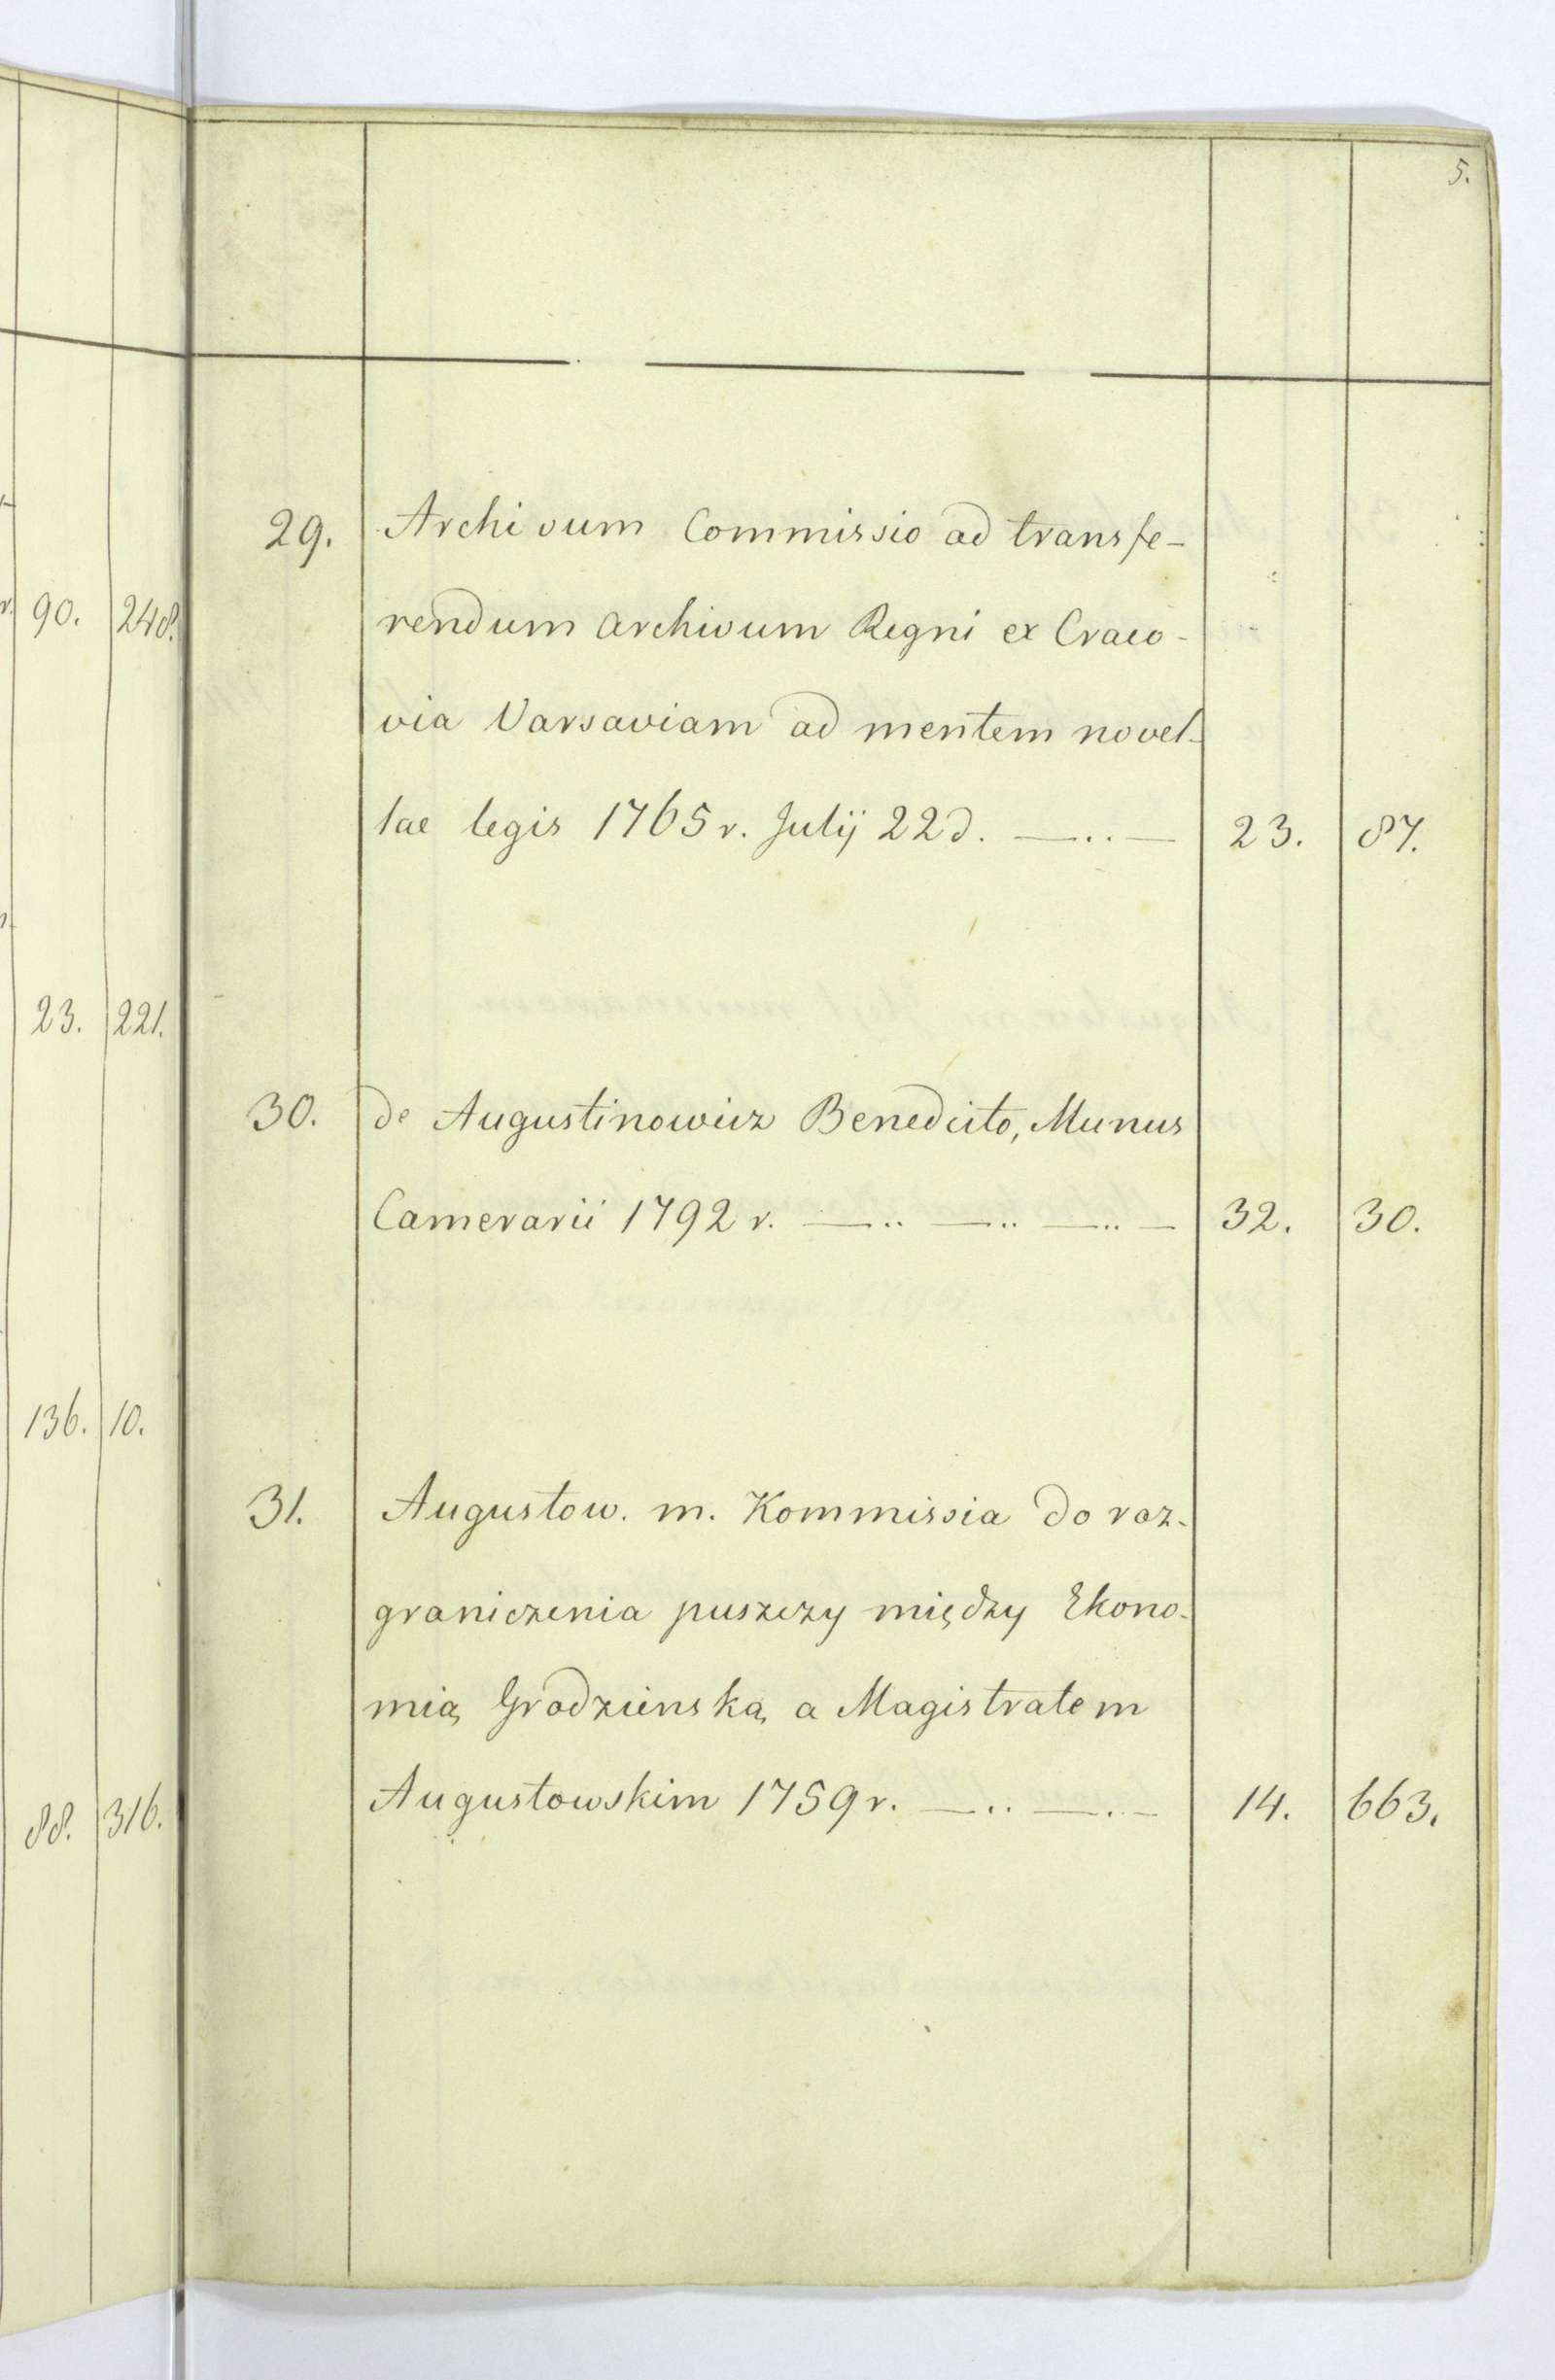 5.
90. 248.
23. 221.
136. 10.
88. 316.
29. Archivum Commissio ad transfe-
rendum archivum Regni ex Craco-
via Varsaviam ad mentem novel-
lae legis 1765 r. Julij 22 d. —..— 23. 87.
30. de Augustinowicz Benedicto, Munus
Camerarii 1792 r. —.. —.. —.. — 32. 30.
31. Augustow. m. Kommissia do roz-
graniczenia puszczy między Ekono-
mią Grodzienską a Magistratem
Augustowskim 1759 r. —.. —.— 14. 663.